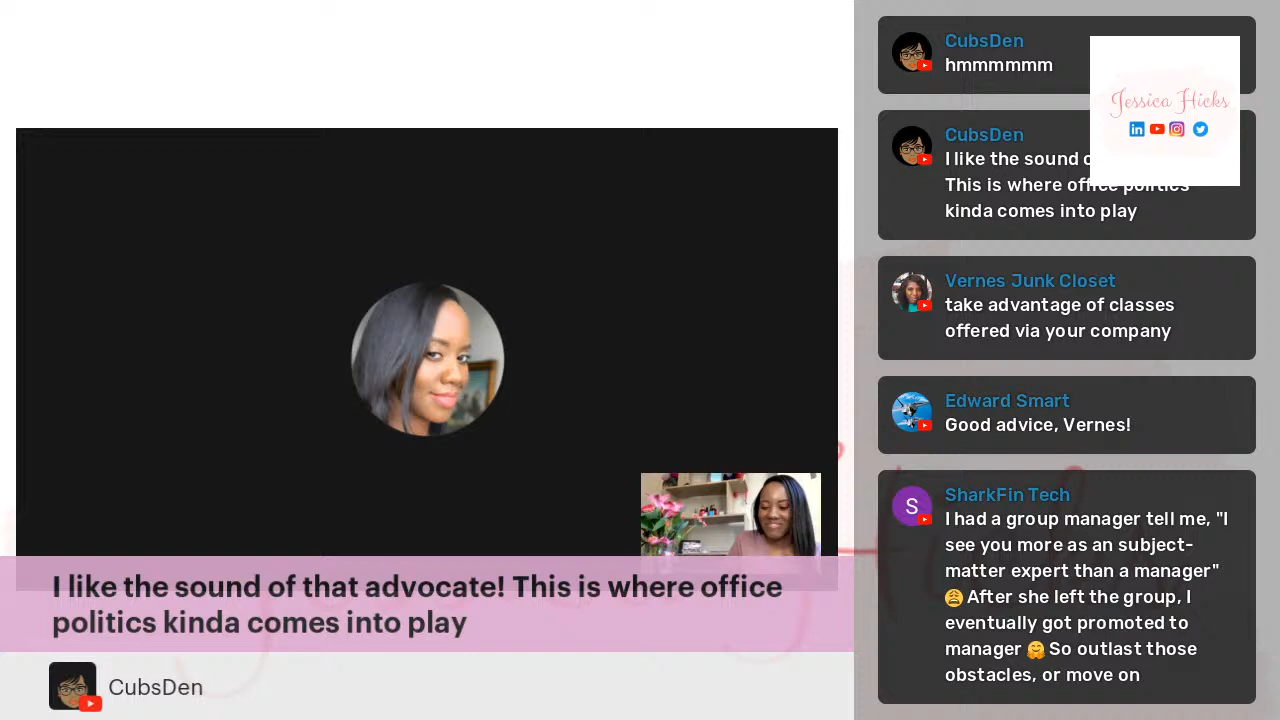 CubsDen
hmmmmmm
Jessica Hicks
CubsDen
I like the sound
This is where office politics
kinda comes into play
Vernes Junk Closet
take advantage of classes
offered via your company
Edward Smart
Good advice, Vernes!
S
SharkFin Tech
I had a group manager tell me, "I
see you more as an subject-
matter expert than a manager"
😩 After she left the group, I
eventually got promoted to
manager 🤗 So outlast those
obstacles, or move on
I like the sound of that advocate! This is where office
politics kinda comes into play
CubsDen